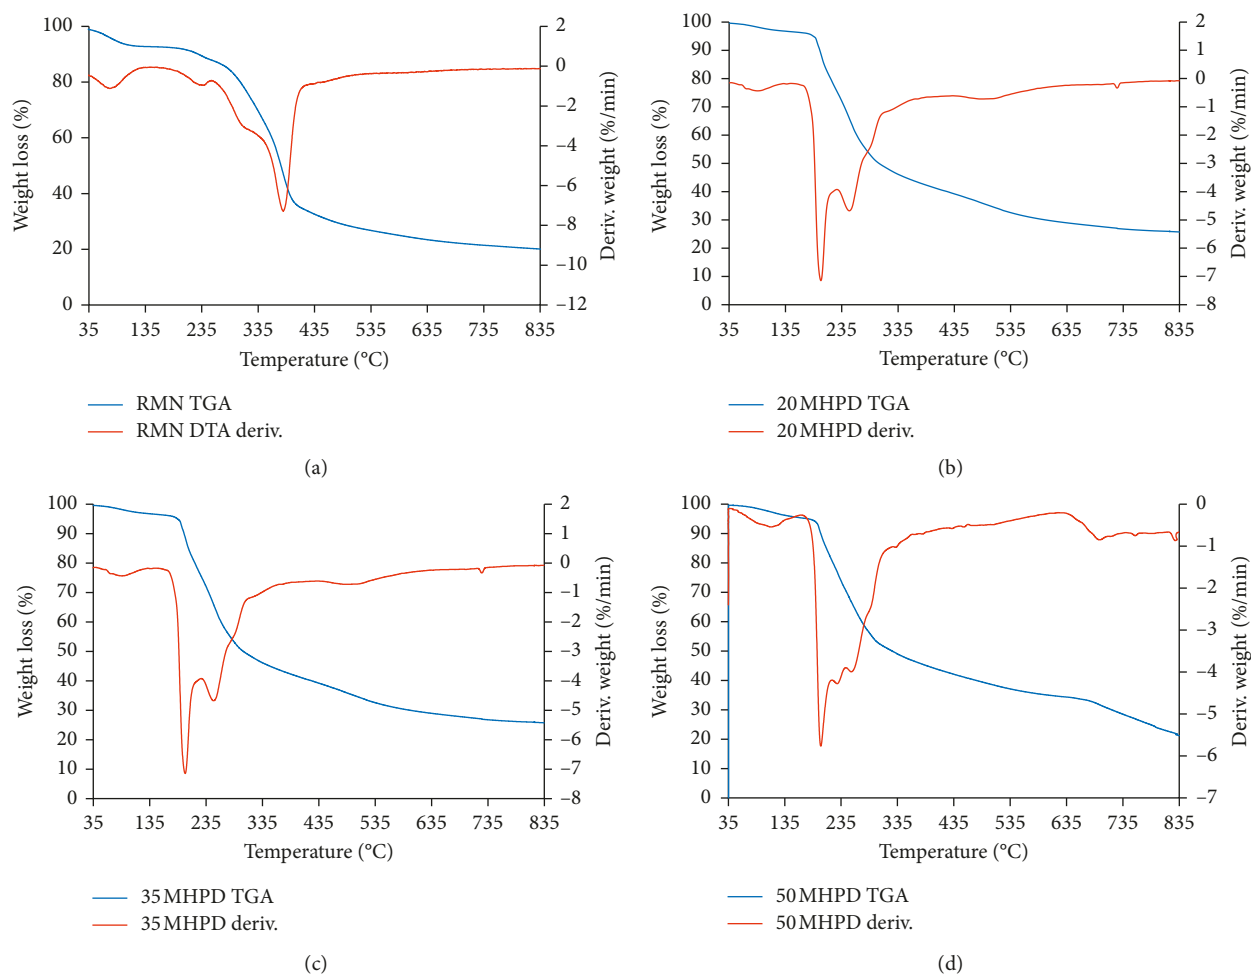 100
80
60
40
20
0
Weight loss (%)
2
0
−2
−4
−6
−8
−10
−12
Deriv. weight (%/min)
35 135 235 335 435 535 635 735 835
Temperature (°C)
RMN TGA
RMN DTA deriv.
(a)
100
90
80
70
60
50
40
30
20
10
0
Weight loss (%)
2
1
0
−1
−2
−3
−4
−5
−6
−7
−8
Deriv. weight (%/min)
35 135 235 335 435 535 635 735 835
Temperature (°C)
20 MHPD TGA
20 MHPD deriv.
(b)
100
90
80
70
60
50
40
30
20
10
0
Weight loss (%)
2
1
0
−1
−2
−3
−4
−5
−6
−7
−8
Deriv. weight (%/min)
35 135 235 335 435 535 635 735 835
Temperature (°C)
35 MHPD TGA
35 MHPD deriv.
(c)
100
90
80
70
60
50
40
30
20
10
0
Weight loss (%)
0
−1
−2
−3
−4
−5
−6
−7
Deriv. weight (%/min)
35 135 235 335 435 535 635 735 835
Temperature (°C)
50 MHPD TGA
50 MHPD deriv.
(d)